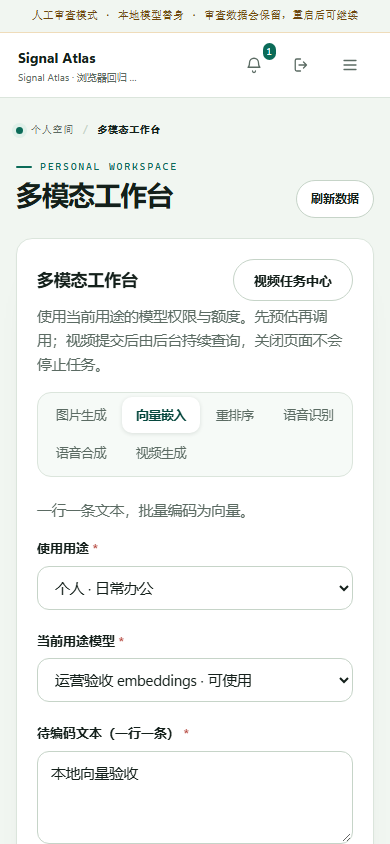 人工审查模式 · 本地模型替身 · 审查数据会保留，重启后可继续
Signal Atlas
Signal Atlas · 浏览器回归 ...
1
个人空间 / 多模态工作台
PERSONAL WORKSPACE
多模态工作台
刷新数据
多模态工作台
视频任务中心
使用当前用途的模型权限与额度。先预估再调
用；视频提交后由后台持续查询，关闭页面不会
停止任务。
图片生成 向量嵌入 重排序 语音识别
语音合成 视频生成
一行一条文本，批量编码为向量。
使用用途 *
个人 · 日常办公
当前用途模型 *
运营验收 embeddings · 可使用
待编码文本（一行一条） *
本地向量验收